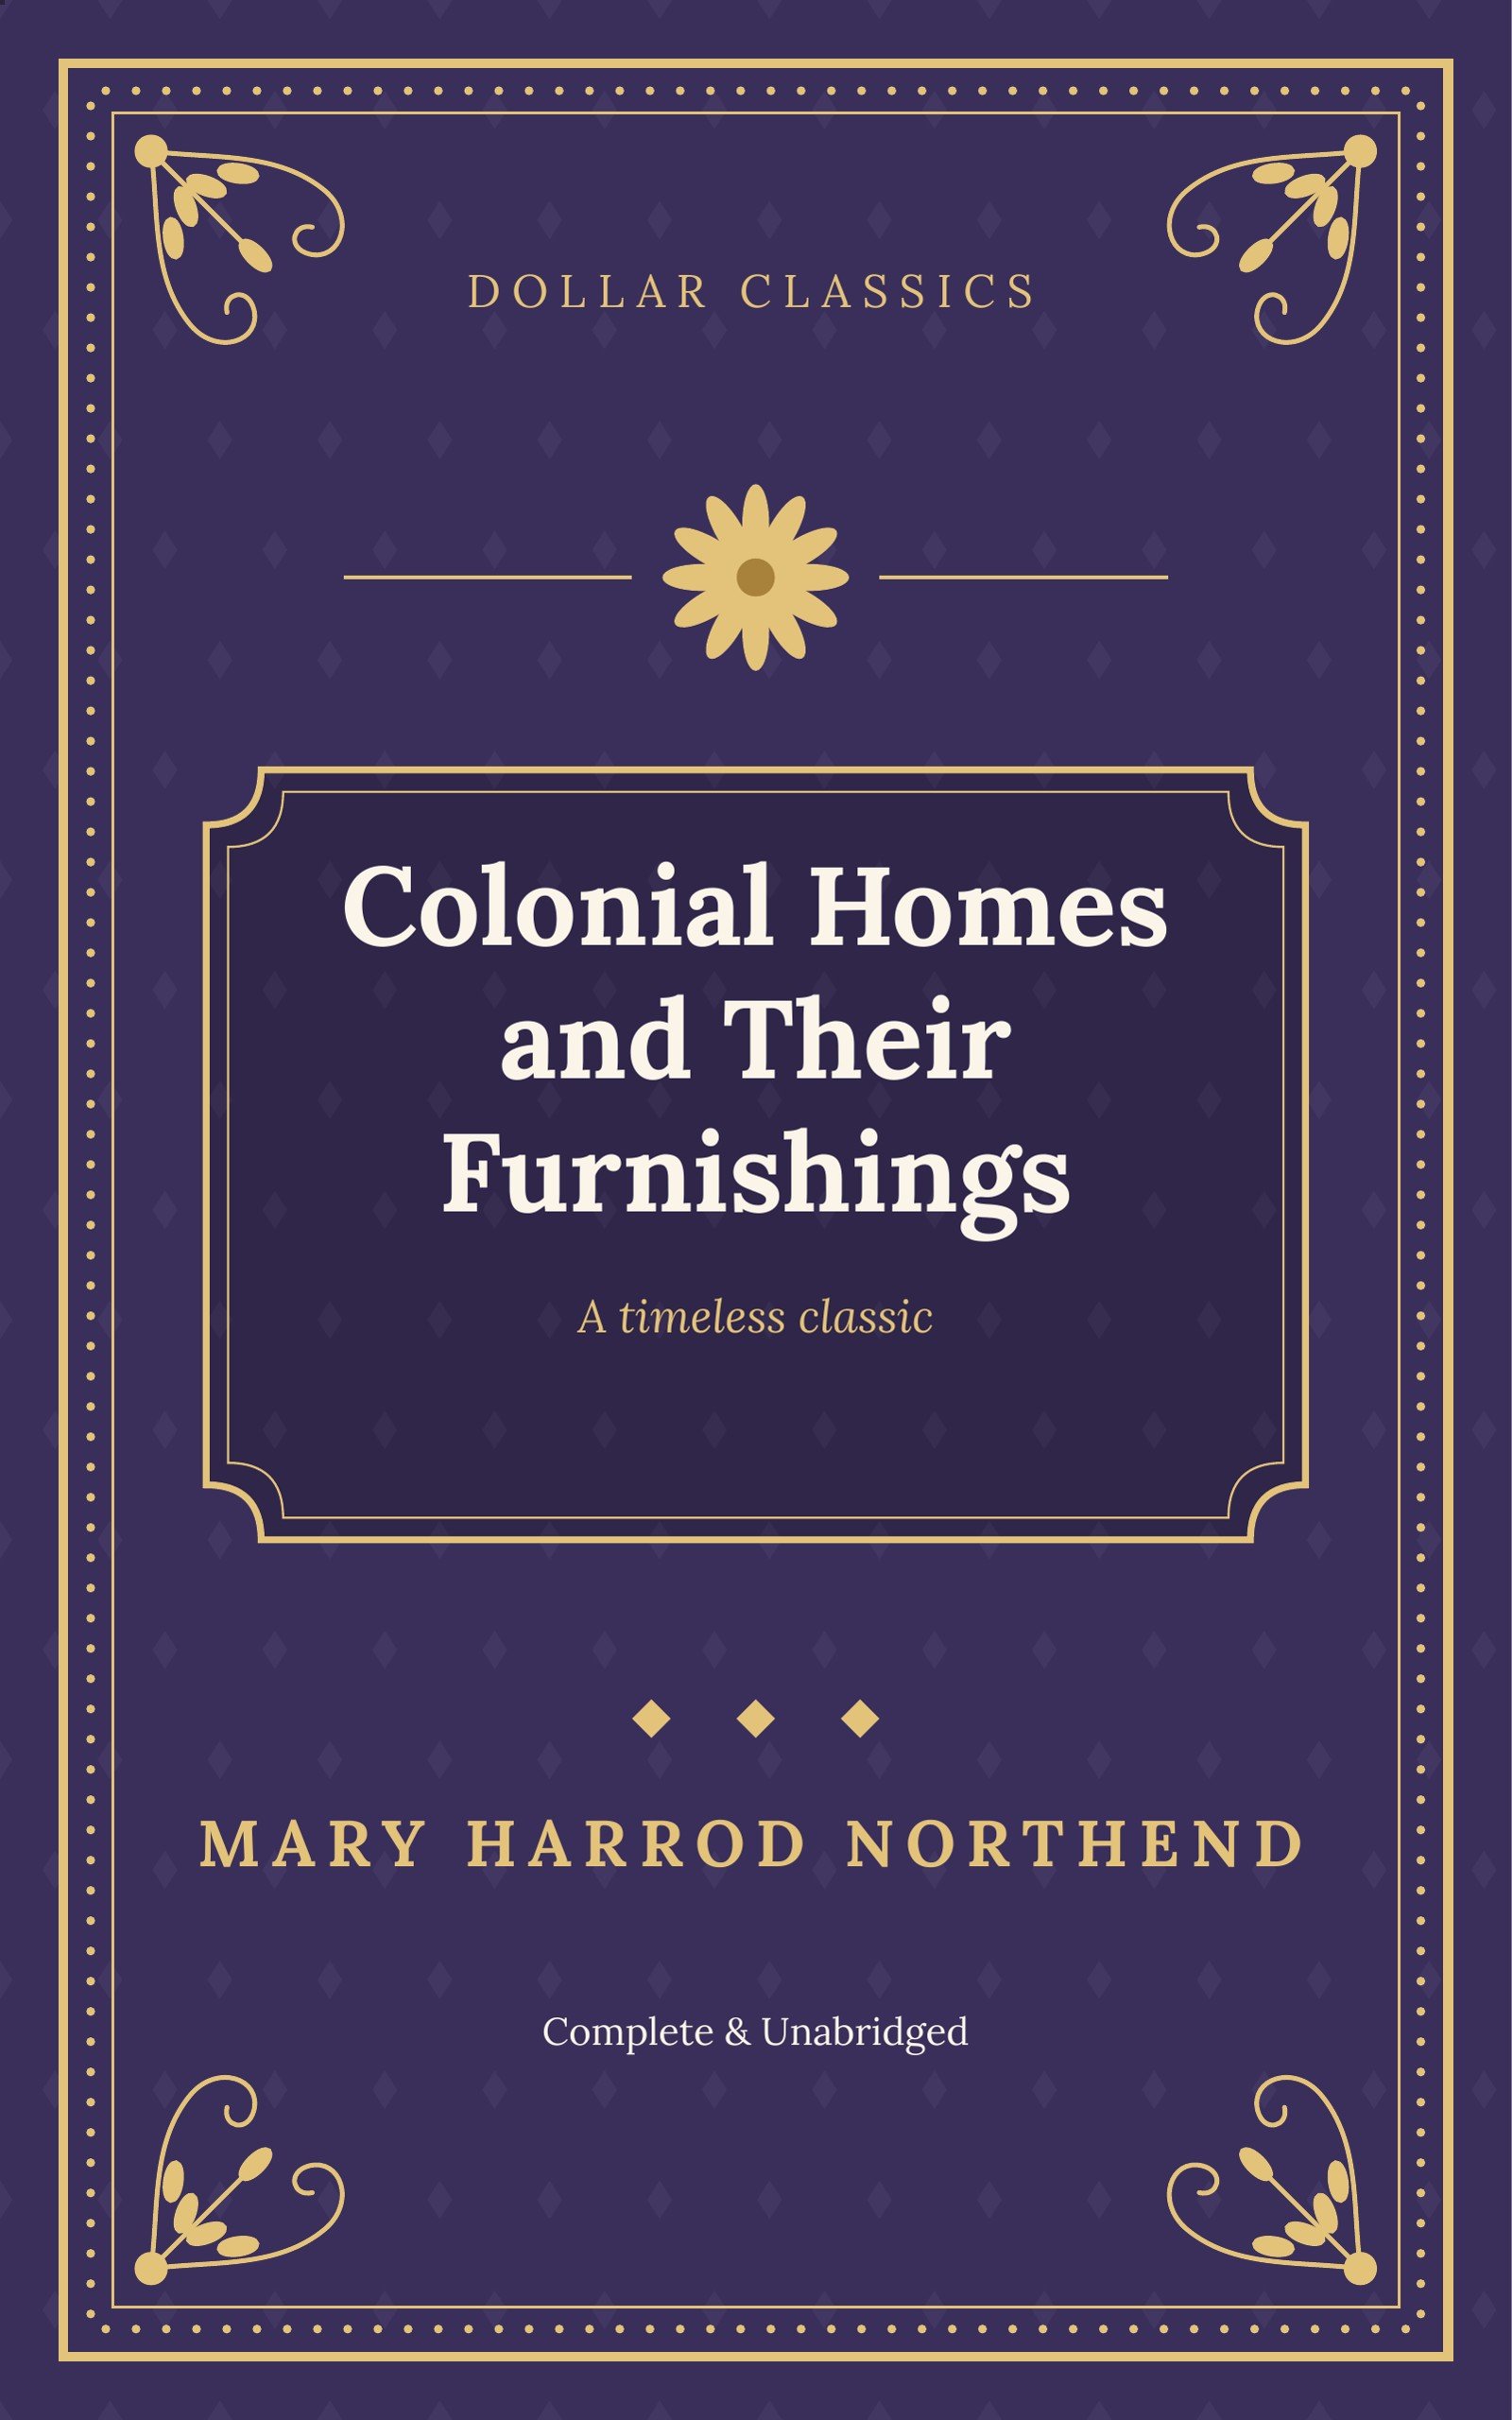 DOLLAR CLASSICS
Colonial Homes
and Their
Furnishings
A timeless classic
MARY HARROD NORTHEND
Complete & Unabridged